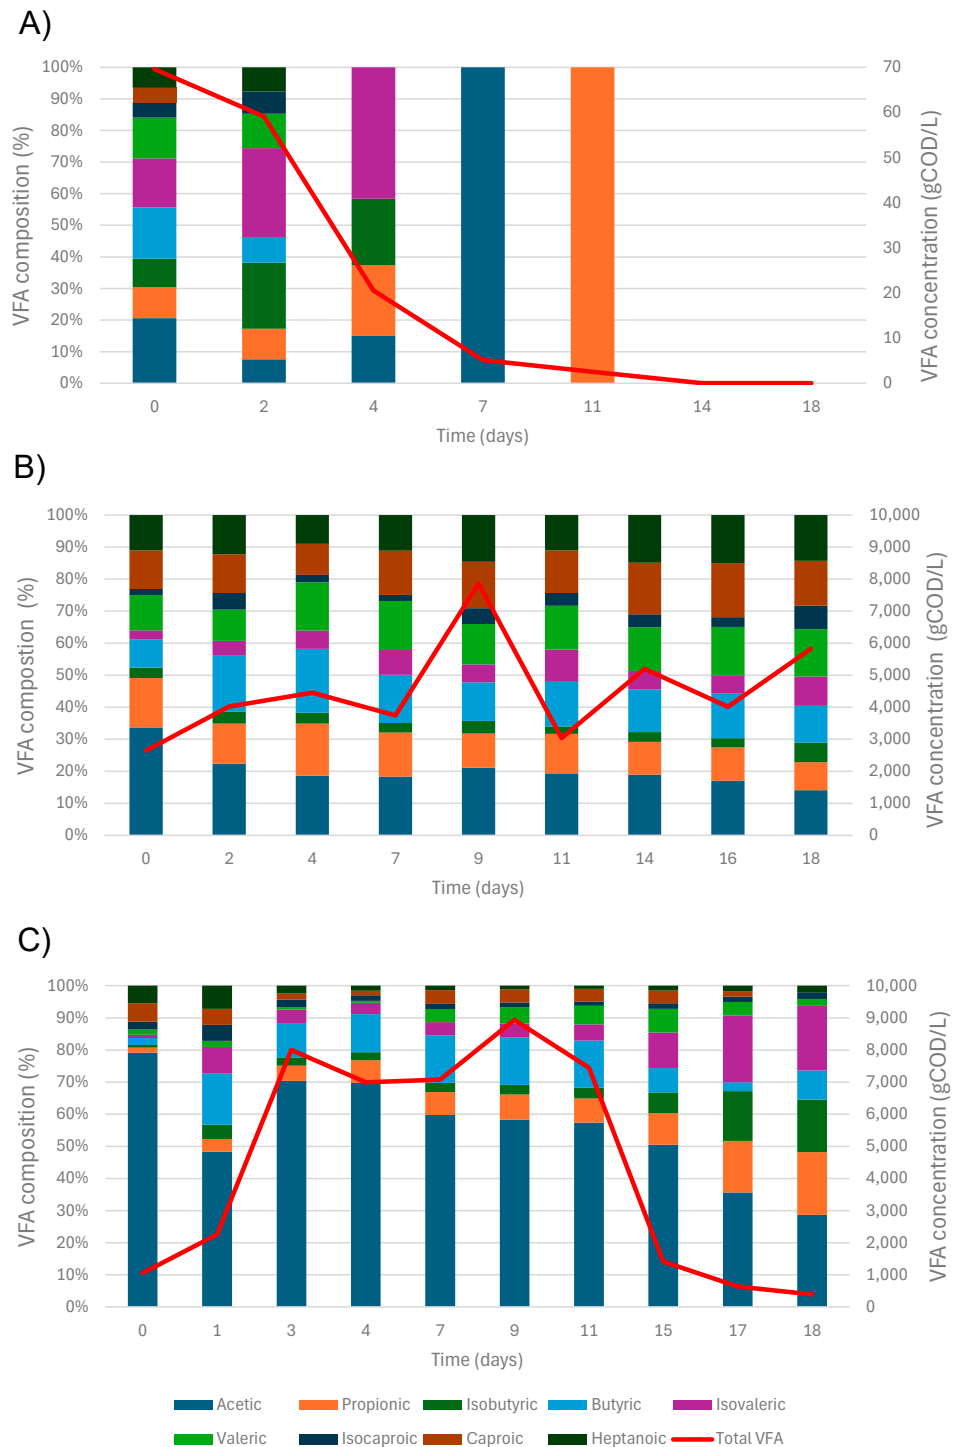 A)
100% 70
90% 60
80%
70% 50
60% 40
50%
40% 30
30% 20
20%
10% 10
0% 0
VFA composition (%)
VFA concentration (gCOD/L)
0 2 4 7 11 14 18
Time (days)
B)
100% 10,000
90% 9,000
80% 8,000
70% 7,000
60% 6,000
50% 5,000
40% 4,000
30% 3,000
20% 2,000
10% 1,000
0% 0
VFA compostion (%)
VFA concentration (gCOD/L)
0 2 4 7 9 11 14 16 18
Time (days)
C)
100% 10,000
90% 9,000
80% 8,000
70% 7,000
60% 6,000
50% 5,000
40% 4,000
30% 3,000
20% 2,000
10% 1,000
0% 0
VFA composition (%)
VFA concentration (gCOD/L)
0 1 3 4 7 9 11 15 17 18
Time (days)
Acetic Propionic Isobutyric Butyric Isovaleric
Valeric Isocaproic Caproic Heptanoic Total VFA